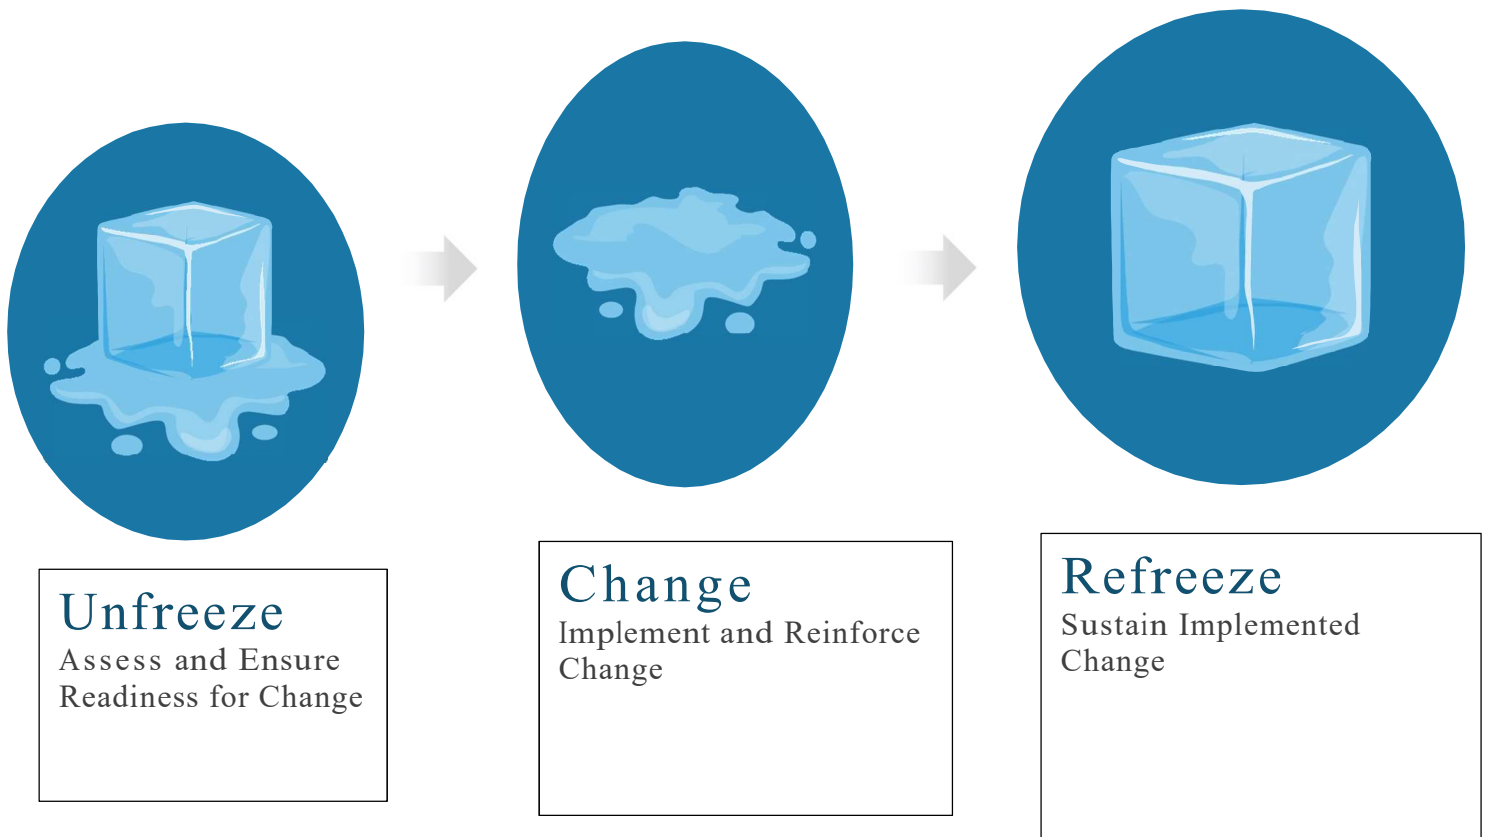 Unfreeze
Assess and Ensure
Readiness for Change
Change
Implement and Reinforce
Change
Refreeze
Sustain Implemented
Change